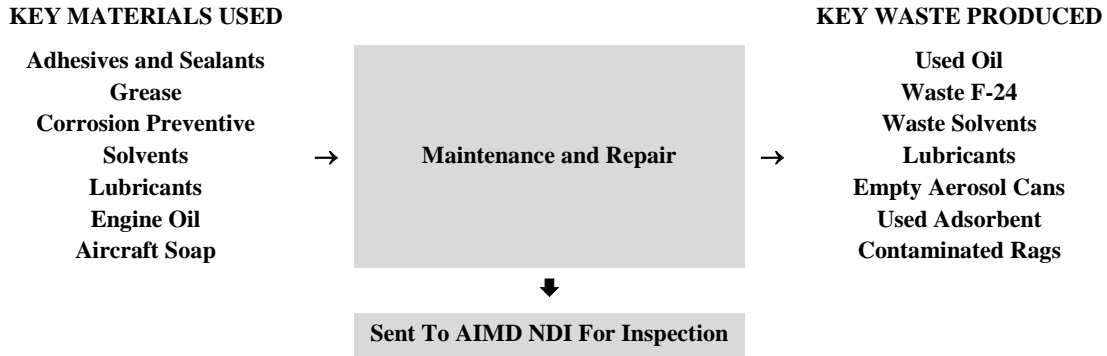 KEY MATERIALS USED
Adhesives and Sealants
Grease
Corrosion Preventive
Solvents
Lubricants
Engine Oil
Aircraft Soap
→
Maintenance and Repair
→
KEY WASTE PRODUCED
Used Oil
Waste F-24
Waste Solvents
Lubricants
Empty Aerosol Cans
Used Adsorbent
Contaminated Rags
Sent To AIMD NDI For Inspection